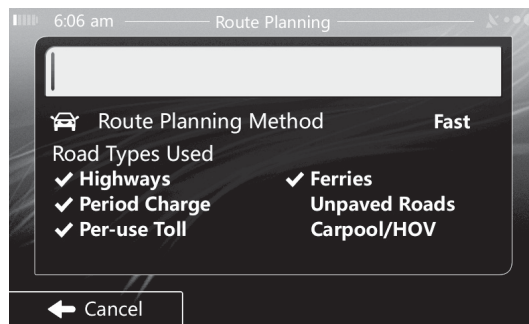 6:06 am
Route Planning
Route Planning Method Fast
Road Types Used
Highways
Ferries
Period Charge
Unpaved Roads
Per-use Toll
Carpool/HOV
Cancel